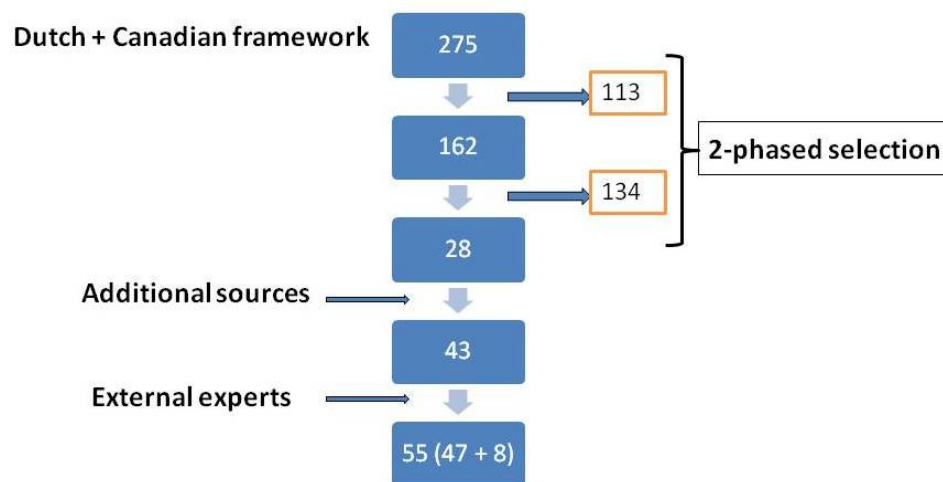 Dutch + Canadian framework
275
113
162
2-phased selection
134
28
Additional sources
43
External experts
55 (47 + 8)